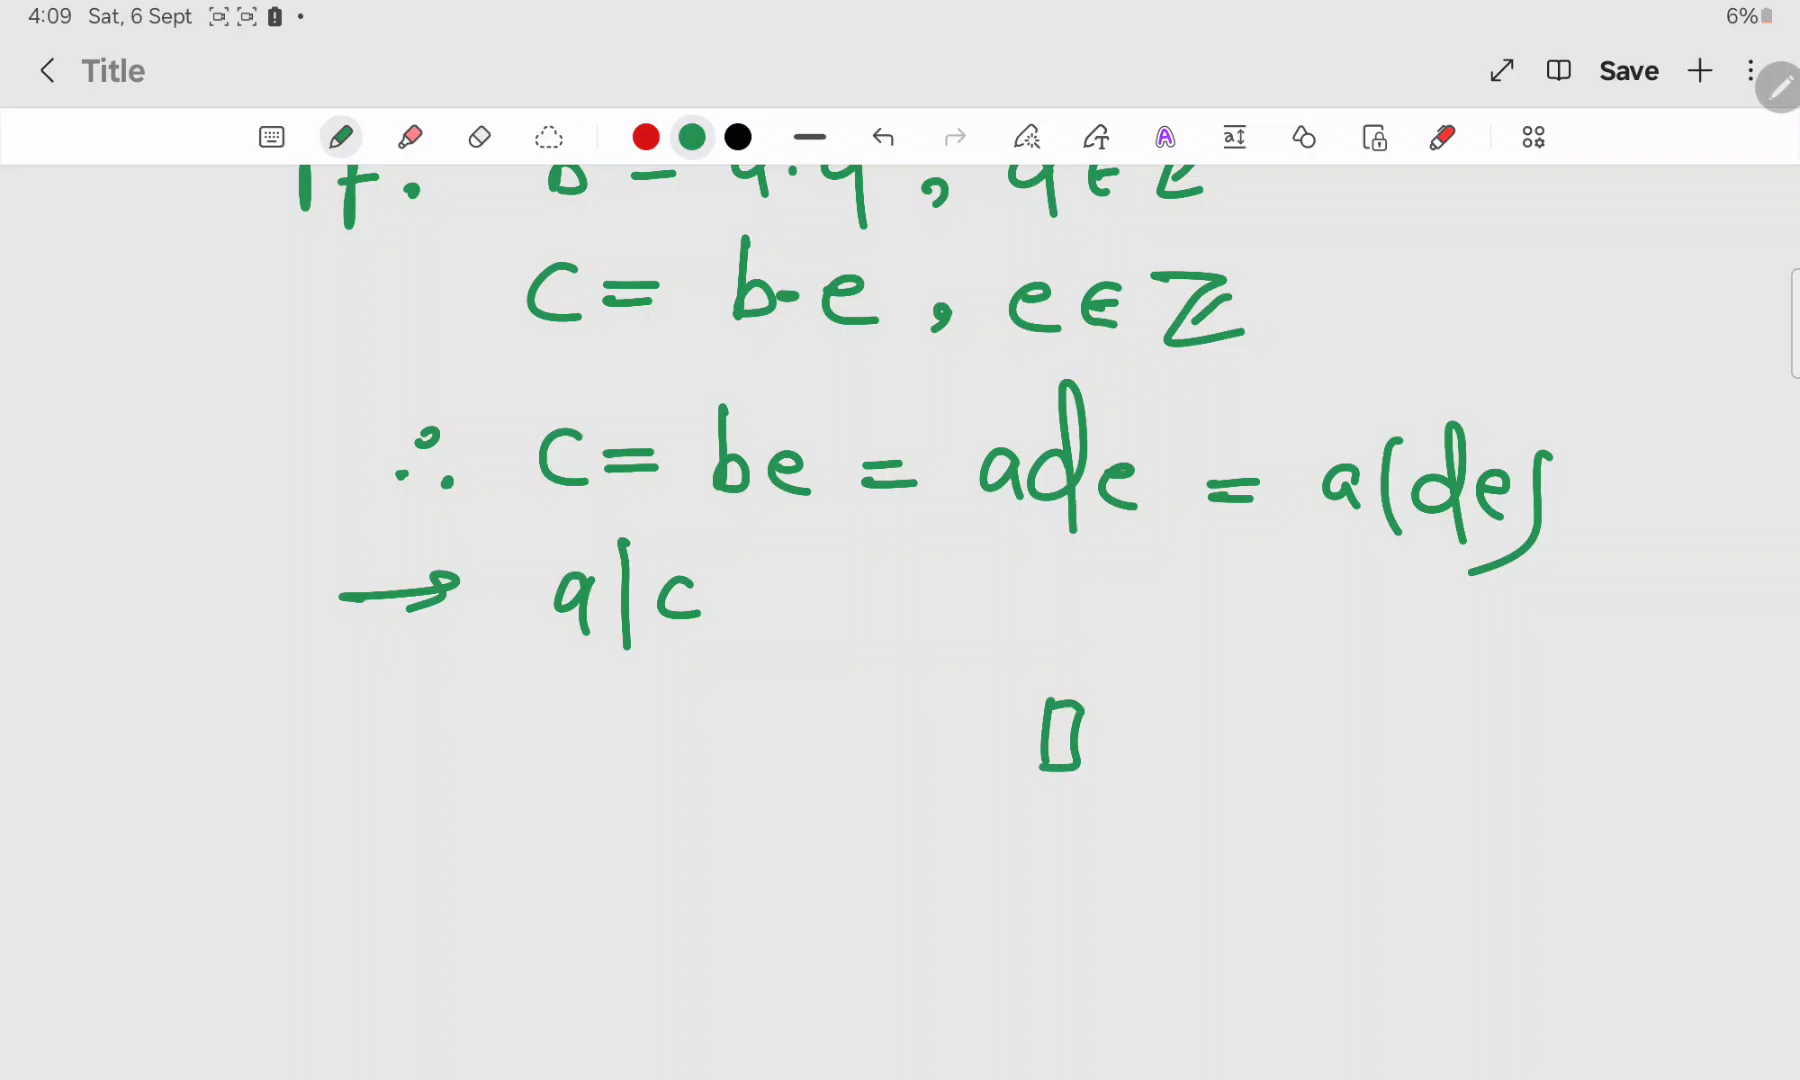 4:09 Sat, 6 Sept 6%
Title Save
C = b·e , e ∈ ℤ
∴ C = be = ade = a(de)
→ a|c